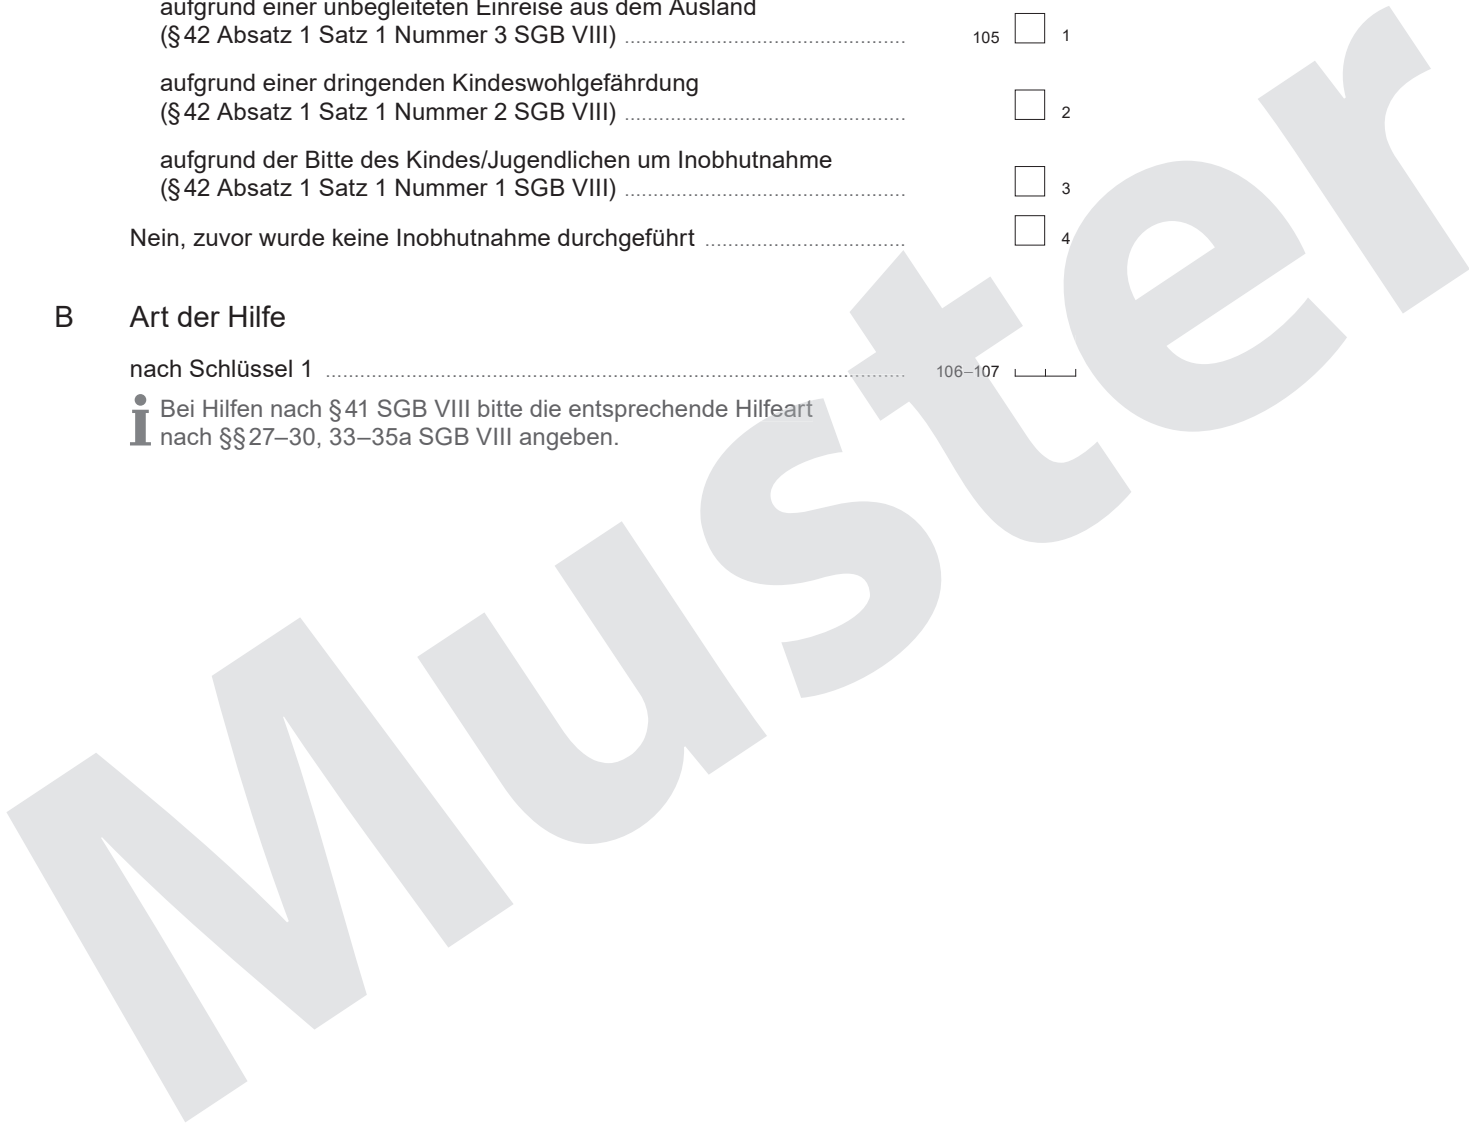 aufgrund einer unbegleiteten Einreise aus dem Ausland
(§ 42 Absatz 1 Satz 1 Nummer 3 SGB VIII) ........................................ 105 1
aufgrund einer dringenden Kindeswohlgefährdung
(§ 42 Absatz 1 Satz 1 Nummer 2 SGB VIII) ........................................ 2
aufgrund der Bitte des Kindes/Jugendlichen um Inobhutnahme
(§ 42 Absatz 1 Satz 1 Nummer 1 SGB VIII) ........................................ 3
Nein, zuvor wurde keine Inobhutnahme durchgeführt ............................ 4
B Art der Hilfe
nach Schlüssel 1 ........................................ 106–107
i Bei Hilfen nach § 41 SGB VIII bitte die entsprechende Hilfeart
nach §§ 27–30, 33–35a SGB VIII angeben.
Muster